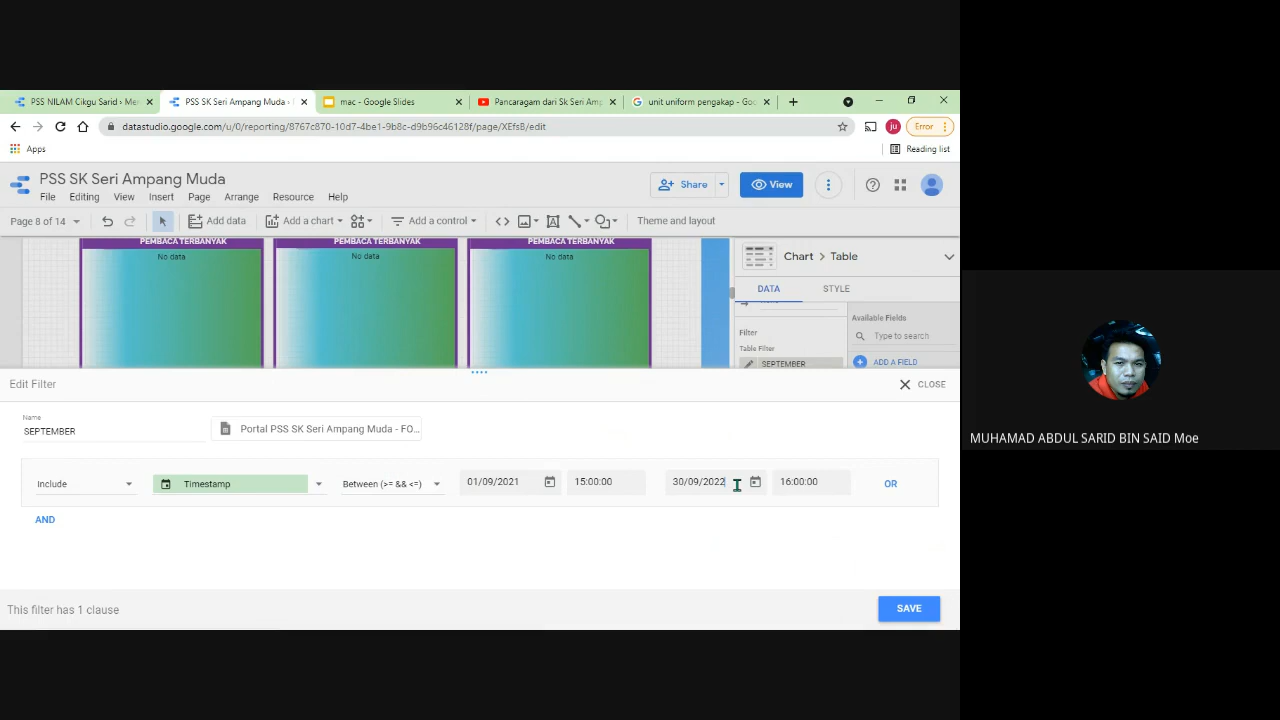 PSS NILAM Cikgu Sarid › Me
PSS SK Seri Ampang Muda ›
mac - Google Slides
Pancaragam dari Sk Seri Amp
unit uniform pengakap - Goo
datastudio.google.com/u/0/reporting/8767c870-10d7-4be1-9b8c-d9b96c46128f/page/XEfsB/edit
ju
Error
Apps
Reading list
PSS SK Seri Ampang Muda
File Editing View Insert Page Arrange Resource Help
Share
View
Page 8 of 14
Add data
Add a chart
Add a control
Theme and layout
PEMBACA TERBANYAK
PEMBACA TERBANYAK
PEMBACA TERBANYAK
No data
No data
No data
Chart > Table
DATA
STYLE
Filter
Table Filter
SEPTEMBER
Available Fields
Type to search
ADD A FIELD
Edit Filter
CLOSE
Name
SEPTEMBER
Portal PSS SK Seri Ampang Muda - FO...
Include
Timestamp
Between (>= && <=)
01/09/2021
15:00:00
30/09/2022
16:00:00
OR
AND
This filter has 1 clause
SAVE
MUHAMAD ABDUL SARID BIN SAID Moe